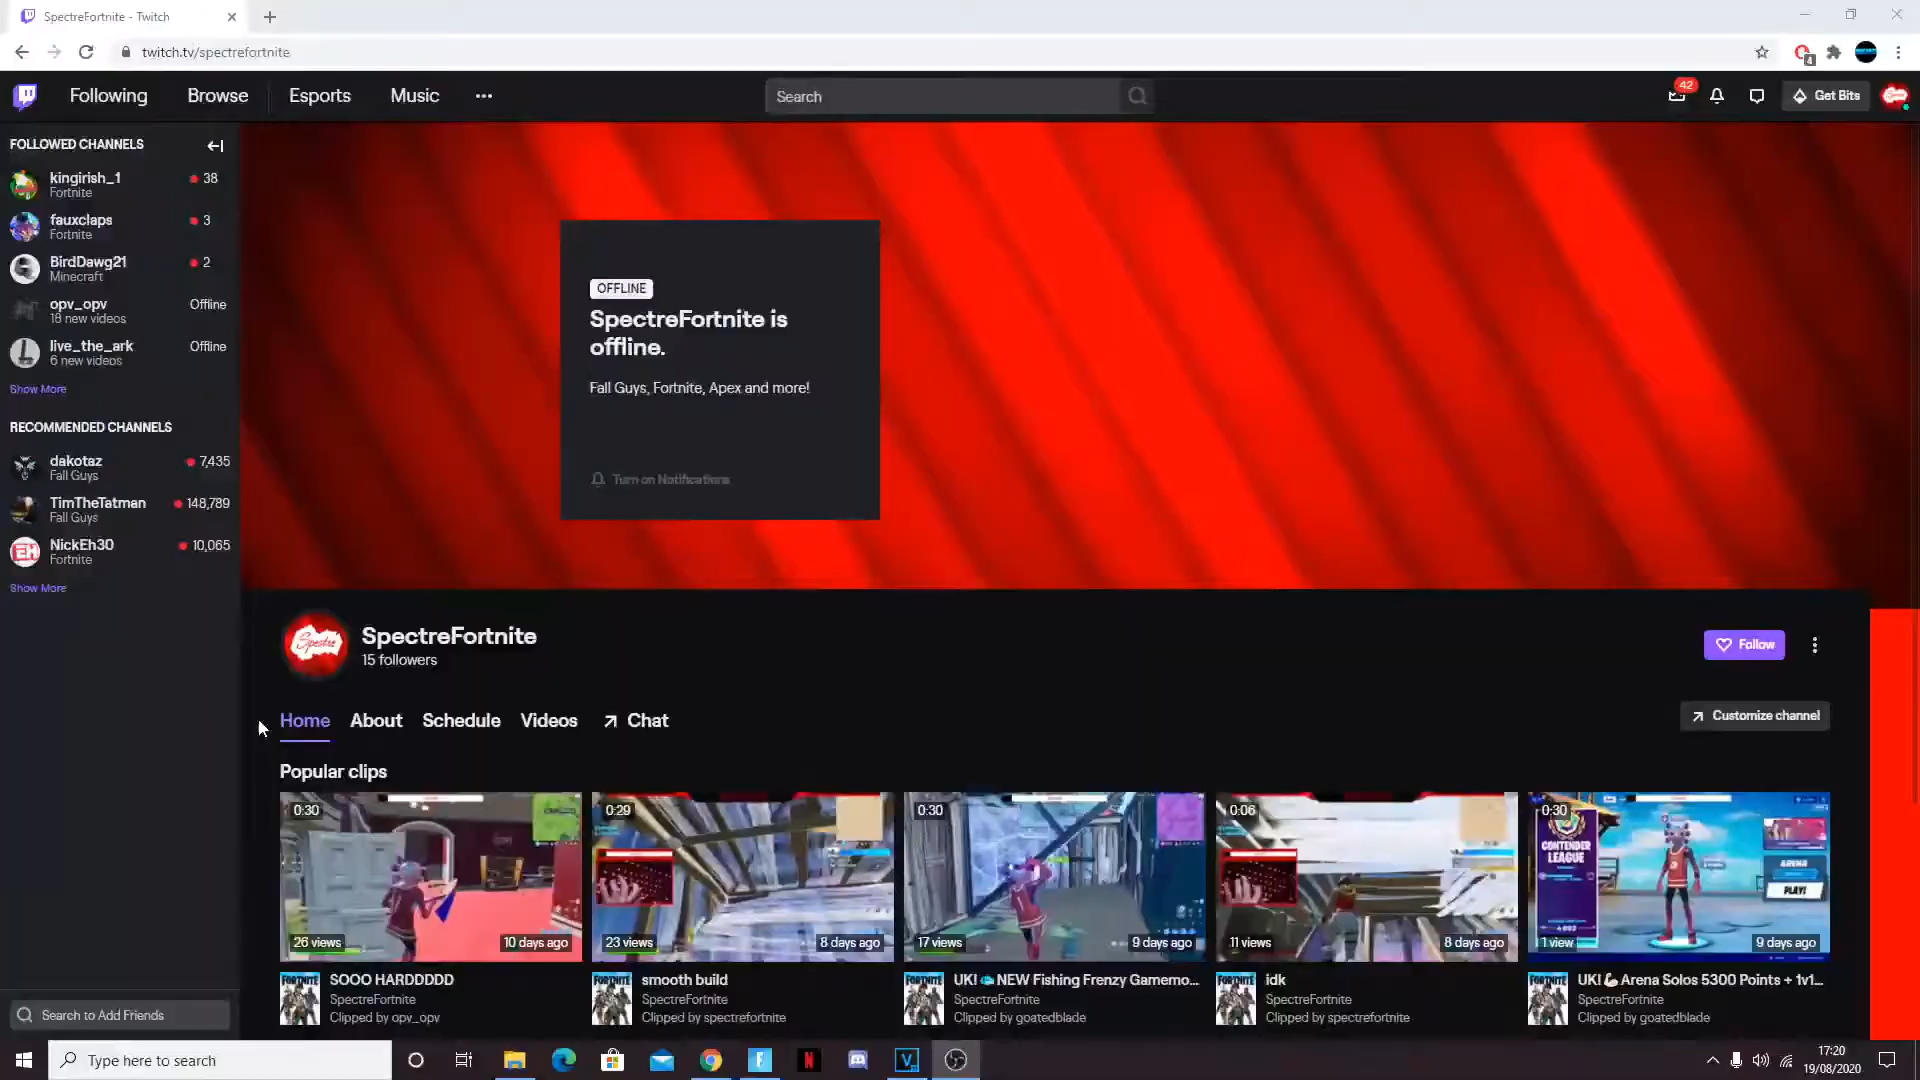 SpectreFortnite - Twitch
twitch.tv/spectrefortnite
Following
Browse
Esports
Music
Search
42
Get Bits
FOLLOWED CHANNELS
kingirish_1
38
Fortnite
fauxclaps
3
Fortnite
BirdDawg21
2
Minecraft
opv_opv
Offline
18 new videos
live_the_ark
Offline
6 new videos
Show More
RECOMMENDED CHANNELS
dakotaz
7,435
Fall Guys
TimTheTatman
148,789
Fall Guys
NickEh30
10,065
Fortnite
Show More
OFFLINE
SpectreFortnite is
offline.
Fall Guys, Fortnite, Apex and more!
Turn on Notifications
Spectre
SpectreFortnite
15 followers
Follow
Home
About
Schedule
Videos
Chat
Customize channel
Popular clips
0:30
26 views
10 days ago
SOOO HARDDDDD
SpectreFortnite
Clipped by opv_opv
0:29
23 views
8 days ago
smooth build
SpectreFortnite
Clipped by spectrefortnite
0:30
17 views
9 days ago
UK! 🐟NEW Fishing Frenzy Gamemo...
SpectreFortnite
Clipped by goatedblade
0:06
11 views
8 days ago
idk
SpectreFortnite
Clipped by spectrefortnite
0:30
CONTENDER
LEAGUE
ARENA
PLAY!
1 view
9 days ago
UK! 💪Arena Solos 5300 Points + 1v1...
SpectreFortnite
Clipped by goatedblade
Search to Add Friends
Type here to search
17:20
19/08/2020